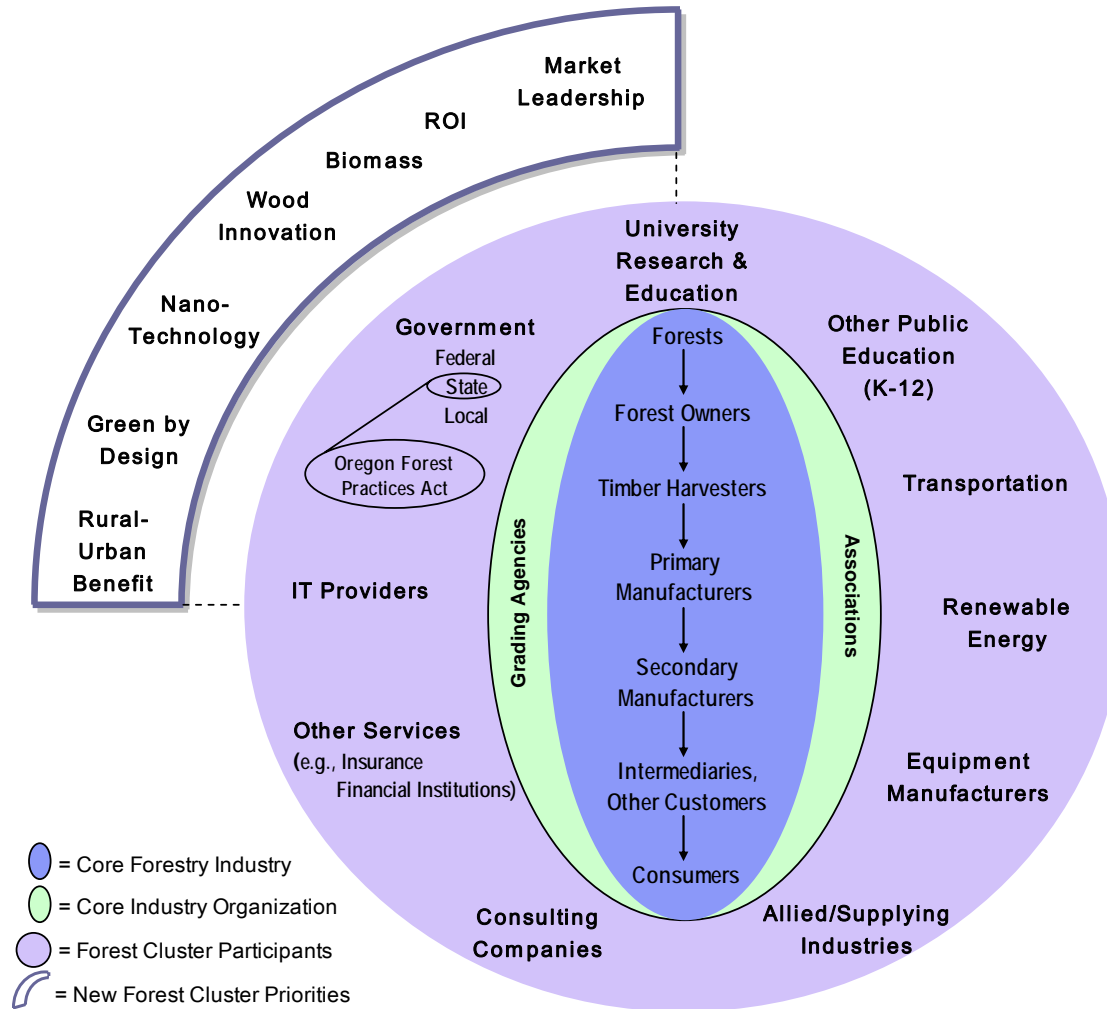 Market
Leadership
ROI
Biomass
Wood
Innovation
Nano-
Technology
Green by
Design
Rural-
Urban
Benefit
University
Research &
Education
Government
Federal
State
Local
Oregon Forest
Practices Act
IT Providers
Other Services
(e.g., Insurance
Financial Institutions)
Consulting
Companies
Grading Agencies
Forests
Forest Owners
Timber Harvesters
Primary
Manufacturers
Secondary
Manufacturers
Intermediaries,
Other Customers
Consumers
Associations
Other Public
Education
(K-12)
Transportation
Renewable
Energy
Equipment
Manufacturers
Allied/Supplying
Industries
= Core Forestry Industry
= Core Industry Organization
= Forest Cluster Participants
= New Forest Cluster Priorities